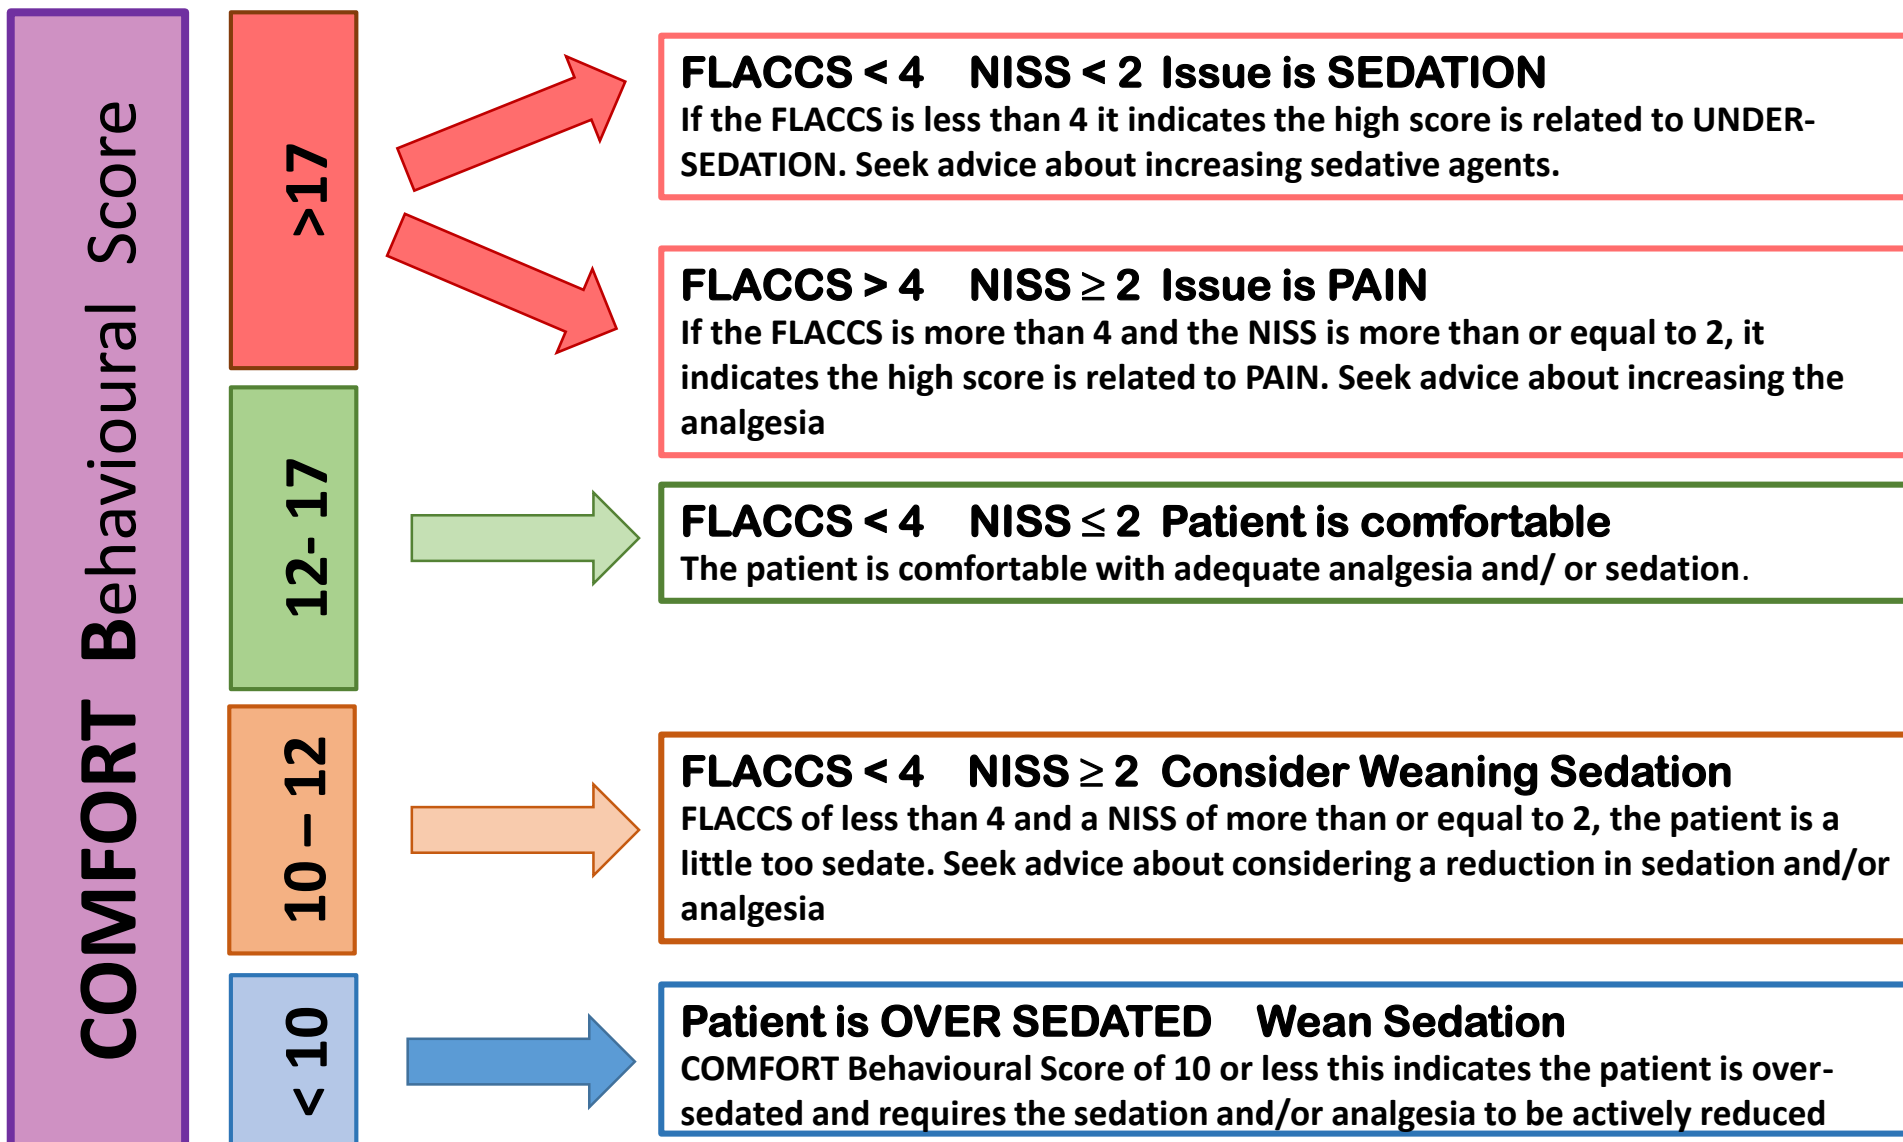 COMFORT Behavioural Score
>17
FLACCS < 4 NISS < 2 Issue is SEDATION
If the FLACCS is less than 4 it indicates the high score is related to UNDER-
SEDATION. Seek advice about increasing sedative agents.
FLACCS > 4 NISS ≥ 2 Issue is PAIN
If the FLACCS is more than 4 and the NISS is more than or equal to 2, it
indicates the high score is related to PAIN. Seek advice about increasing the
analgesia
12- 17
FLACCS < 4 NISS ≤ 2 Patient is comfortable
The patient is comfortable with adequate analgesia and/ or sedation.
10 – 12
FLACCS < 4 NISS ≥ 2 Consider Weaning Sedation
FLACCS of less than 4 and a NISS of more than or equal to 2, the patient is a
little too sedate. Seek advice about considering a reduction in sedation and/or
analgesia
< 10
Patient is OVER SEDATED Wean Sedation
COMFORT Behavioural Score of 10 or less this indicates the patient is over-
sedated and requires the sedation and/or analgesia to be actively reduced